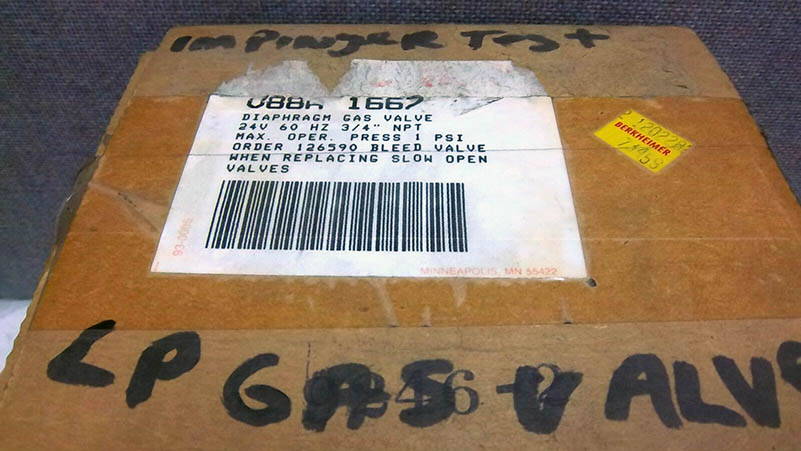 Impinger Test
V88A 1667
DIAPHRAGM GAS VALVE
24V 60 HZ 3/4" NPT
MAX. OPER. PRESS 1 PSI
ORDER 126590 BLEED VALVE
WHEN REPLACING SLOW OPEN
VALVES
MINNEAPOLIS, MN 55422
BERKHEIMER
LP GAS VALV